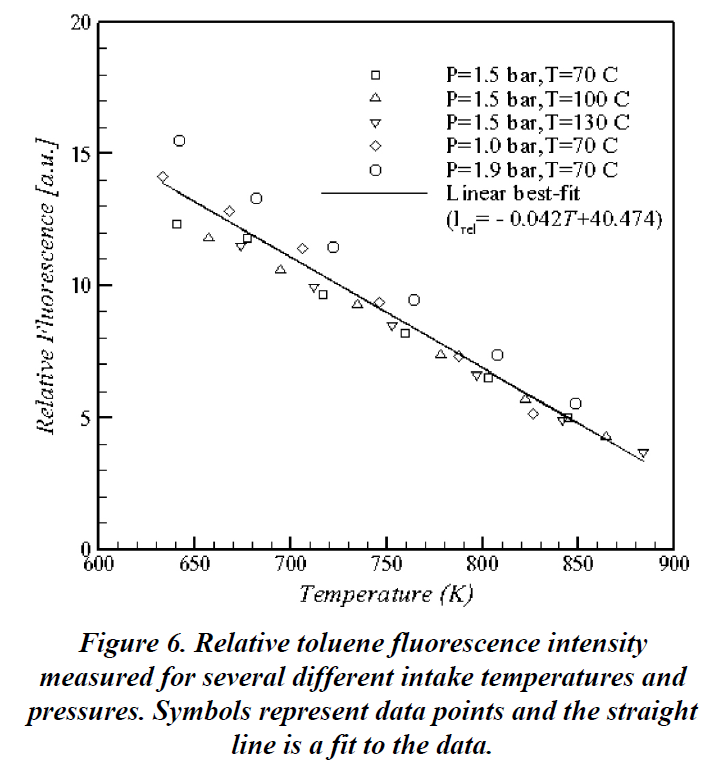 20
15
10
5
0
Relative Fluorescence [a.u.]
P=1.5 bar,T=70 C
P=1.5 bar,T=100 C
P=1.5 bar,T=130 C
P=1.0 bar,T=70 C
P=1.9 bar,T=70 C
Linear best-fit
(Irel= - 0.042T+40.474)
600 650 700 750 800 850 900
Temperature (K)
Figure 6. Relative toluene fluorescence intensity
measured for several different intake temperatures and
pressures. Symbols represent data points and the straight
line is a fit to the data.